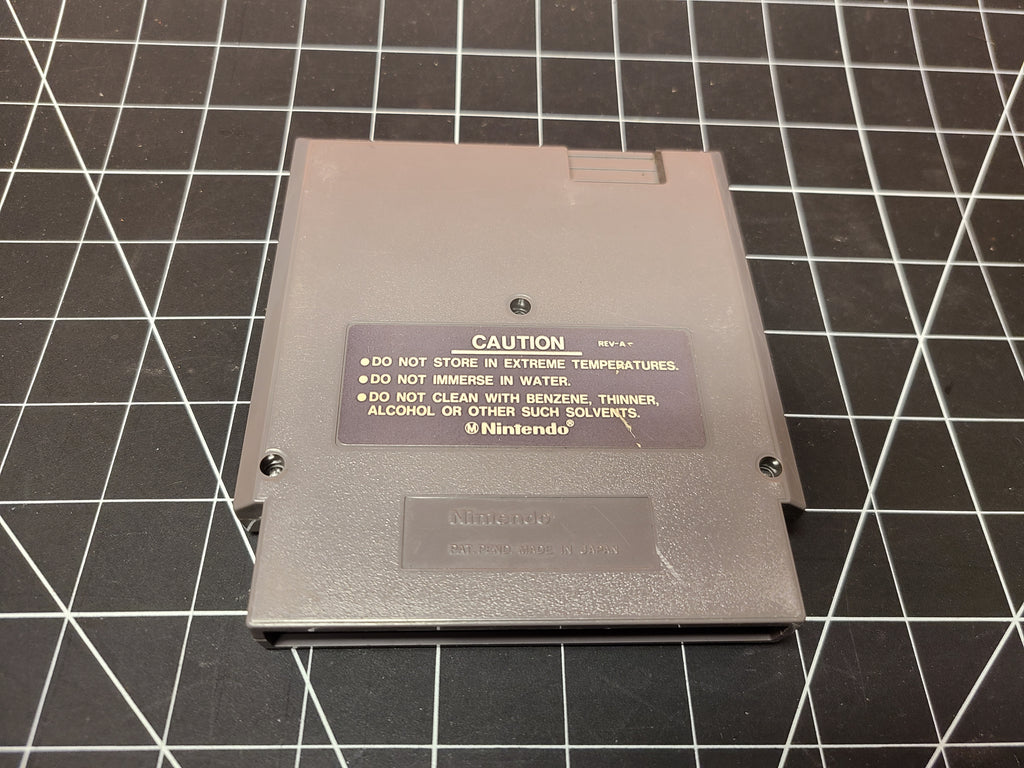 CAUTION REV-A
●DO NOT STORE IN EXTREME TEMPERATURES.
●DO NOT IMMERSE IN WATER.
●DO NOT CLEAN WITH BENZENE, THINNER,
ALCOHOL OR OTHER SUCH SOLVENTS.
Ⓜ Nintendo®
Nintendo
PAT. PEND. MADE IN JAPAN